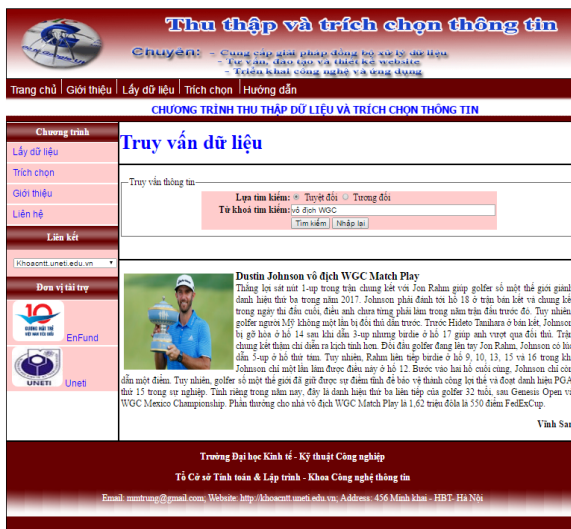 Thu thập và trích chọn thông tin
Chuyên: - Cung cấp giải pháp đồng bộ xử lý dữ liệu
- Tư vấn, đào tạo và thiết kế website
- Triển khai công nghệ và ứng dụng
Trang chủ Giới thiệu Lấy dữ liệu Trích chọn Hướng dẫn
CHƯƠNG TRÌNH THU THẬP DỮ LIỆU VÀ TRÍCH CHỌN THÔNG TIN
Chương trình
Lấy dữ liệu
Trích chọn
Giới thiệu
Liên hệ
Liên kết
Khoacntt.uneti.edu.vn
Đơn vị tài trợ
EnFund
UNETI Uneti
Truy vấn dữ liệu
Truy vấn thông tin
Lựa tìm kiếm: Tuyệt đối Tương đối
Từ khoá tìm kiếm: vô địch WGC
Tìm kiếm Nhập lại
Dustin Johnson vô địch WGC Match Play
Thắng lợi sát nút 1-up trong trận chung kết với Jon Rahm giúp golfer số một thế giới giành
danh hiệu thứ ba trong năm 2017. Johnson phải đánh tới hố 18 ở trận bán kết và chung kế
trong ngày thi đấu cuối, điều anh chưa từng phải làm trong năm trận đấu trước đó. Tuy nhiên
golfer người Mỹ không một lần bị đối thủ dẫn trước. Trước Hideto Tanihara ở bán kết, Johnson
bị gỡ hòa ở hố 14 sau khi dẫn 3-up nhưng birdie ở hố 17 giúp anh vượt qua đối thủ. Trận
chung kết thậm chí diễn ra kịch tính hơn. Đối đầu golfer đang lên tay Jon Rahm, Johnson có lúc
dẫn 5-up ở hố thứ tám. Tuy nhiên, Rahm liên tiếp birdie ở hố 9, 10, 13, 15 và 16 trong kh
Johnson chỉ một lần làm được điều này ở hố 12. Bước vào hai hố cuối cùng, Johnson chỉ còn
dẫn một điểm. Tuy nhiên, golfer số một thế giới đã giữ được sự điềm tĩnh để bảo vệ thành công lợi thế và đoạt danh hiệu PGA
thứ 15 trong sự nghiệp. Tính riêng trong năm nay, đây là danh hiệu thứ ba liên tiếp của golfer 32 tuổi, sau Genesis Open và
WGC Mexico Championship. Phần thưởng cho nhà vô địch WGC Match Play là 1,62 triệu đôla là 550 điểm FedExCup.
Vĩnh San
Trường Đại học Kinh tế - Kỹ thuật Công nghiệp
Tổ Cở sở Tính toán & Lập trình - Khoa Công nghệ thông tin
Email: mmtrung@gmail.com; Website: http://khoacntt.uneti.edu.vn; Address: 456 Minh khai - HBT- Hà Nội